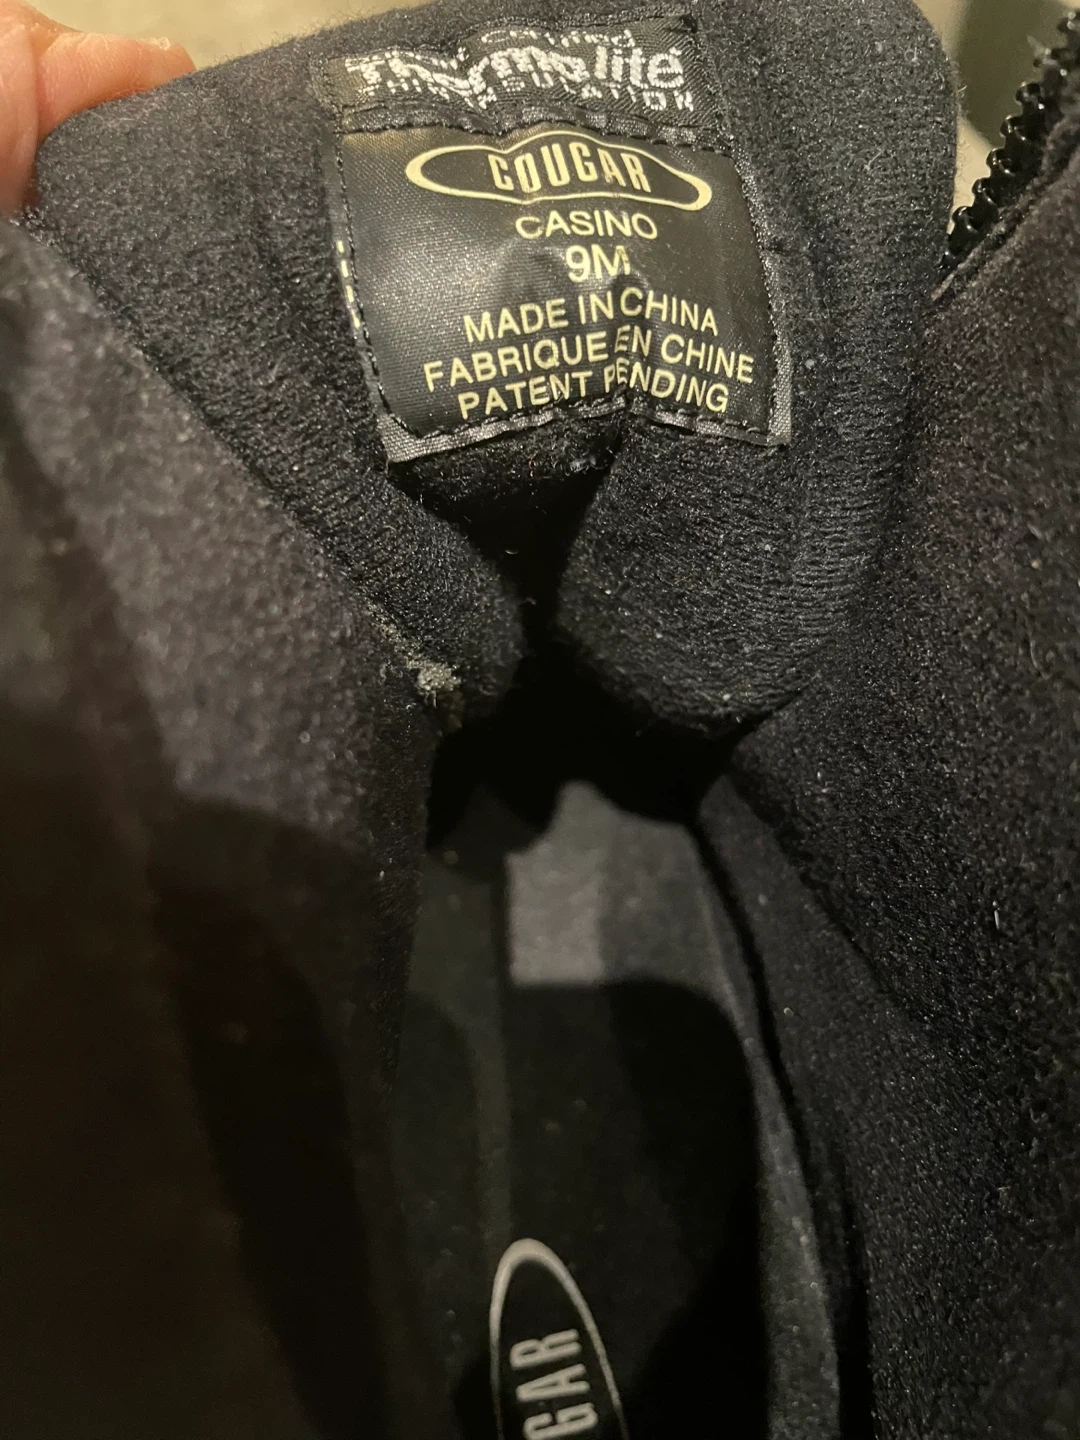 Thermolite
COUGAR
CASINO
9M
MADE IN CHINA
FABRIQUE EN CHINE
PATENT PENDING
GAR